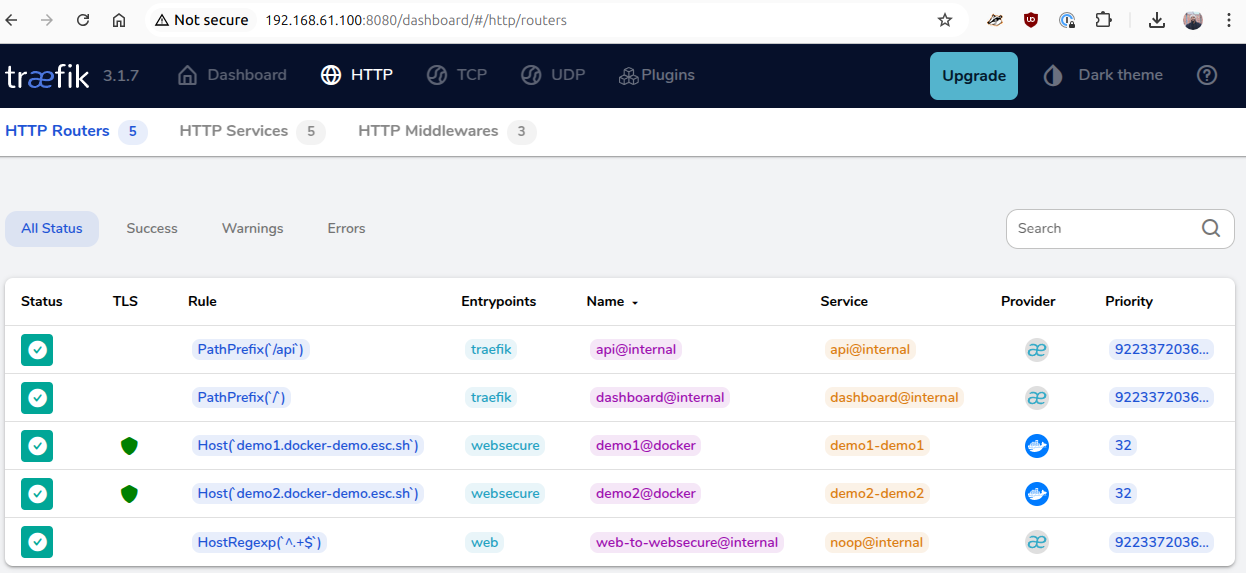 Not secure 192.168.61.100:8080/dashboard/#/http/routers
træfik 3.1.7 Dashboard HTTP TCP UDP Plugins Upgrade Dark theme
HTTP Routers 5 HTTP Services 5 HTTP Middlewares 3
All Status Success Warnings Errors Search
Status TLS Rule Entrypoints Name Service Provider Priority
PathPrefix(`/api`) traefik api@internal api@internal æ 9223372036...
PathPrefix(`/`) traefik dashboard@internal dashboard@internal æ 9223372036...
Host(`demo1.docker-demo.esc.sh`) websecure demo1@docker demo1-demo1 32
Host(`demo2.docker-demo.esc.sh`) websecure demo2@docker demo2-demo2 32
HostRegexp(`^.+$`) web web-to-websecure@internal noop@internal æ 9223372036...